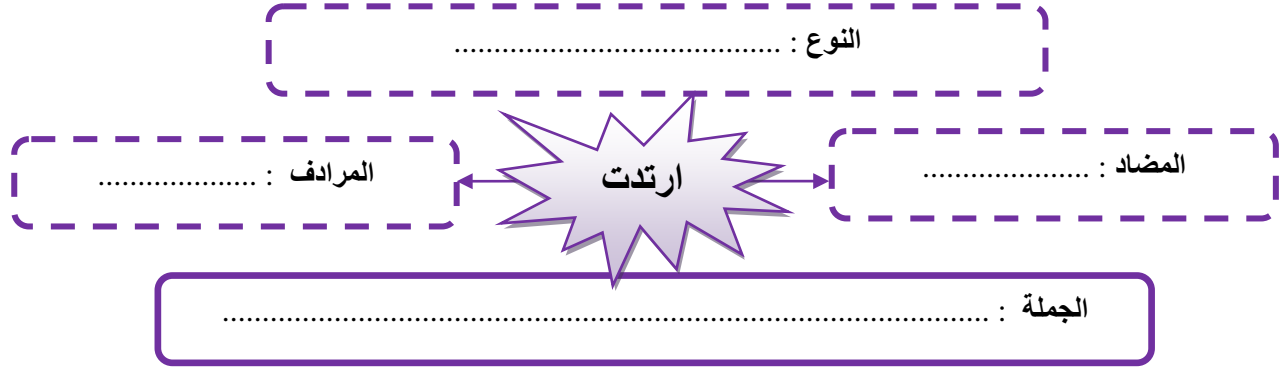 النوع : .........................................
المضاد : .....................
ارتدت
المرادف : ....................
الجملة : ................................................................................................